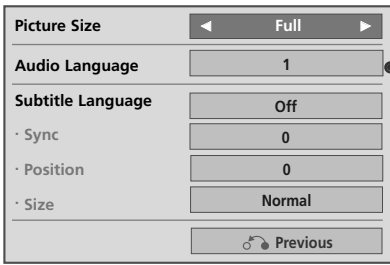 Picture Size ◄ Full ►
Audio Language 1
Subtitle Language Off
· Sync 0
· Position 0
· Size Normal
Previous